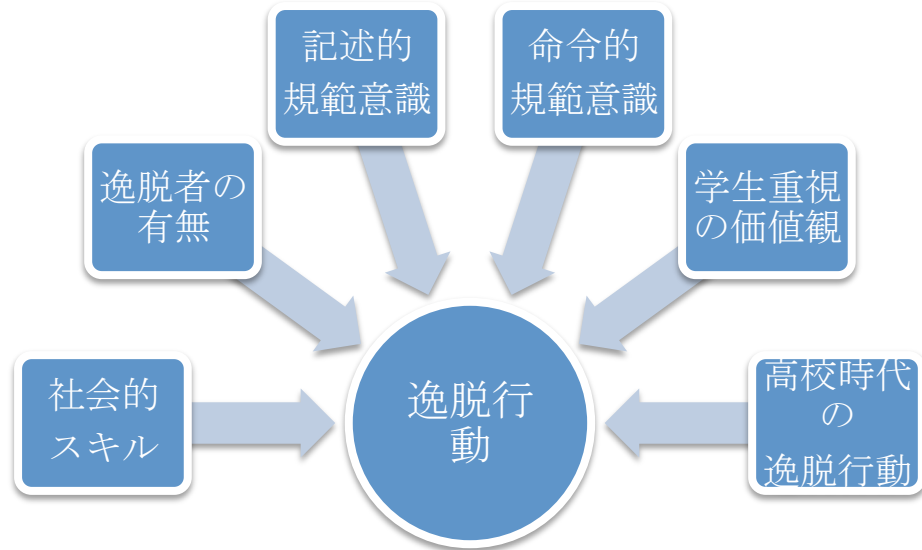 記述的
規範意識
命令的
規範意識
逸脱者の
有無
学生重視
の価値観
社会的
スキル
逸脱行
動
高校時代
の
逸脱行動